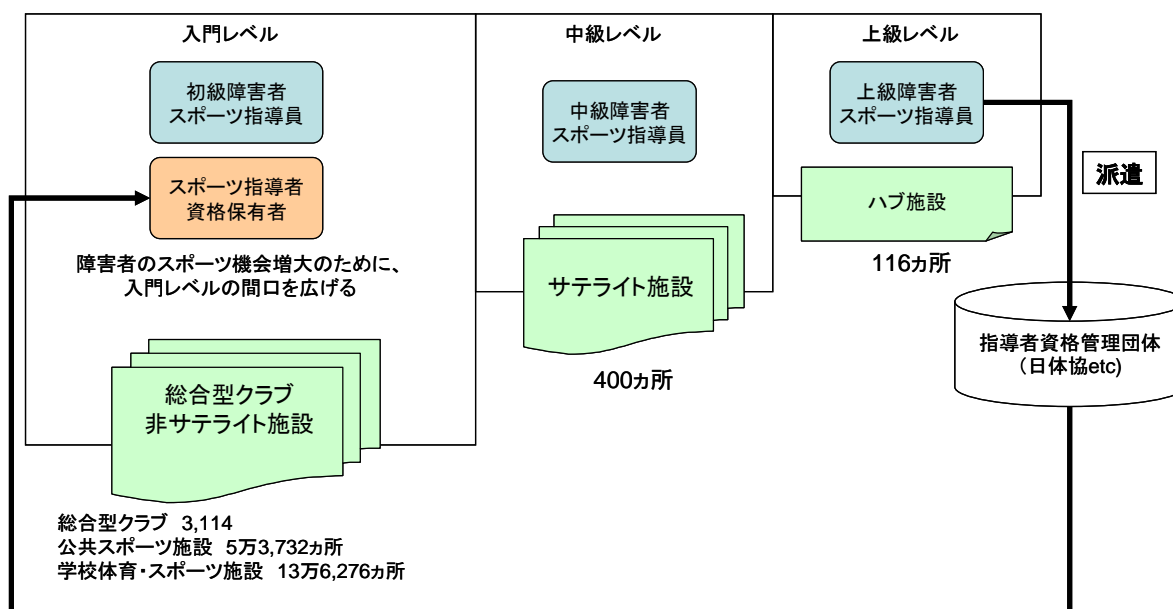 入門レベル
中級レベル
上級レベル
初級障害者
スポーツ指導員
中級障害者
スポーツ指導員
上級障害者
スポーツ指導員
派遣
スポーツ指導者
資格保有者
ハブ施設
障害者のスポーツ機会増大のために、
入門レベルの間口を広げる
サテライト施設
116ヵ所
400ヵ所
指導者資格管理団体
（日体協etc)
総合型クラブ
非サテライト施設
総合型クラブ 3,114
公共スポーツ施設 5万3,732ヵ所
学校体育・スポーツ施設 13万6,276ヵ所